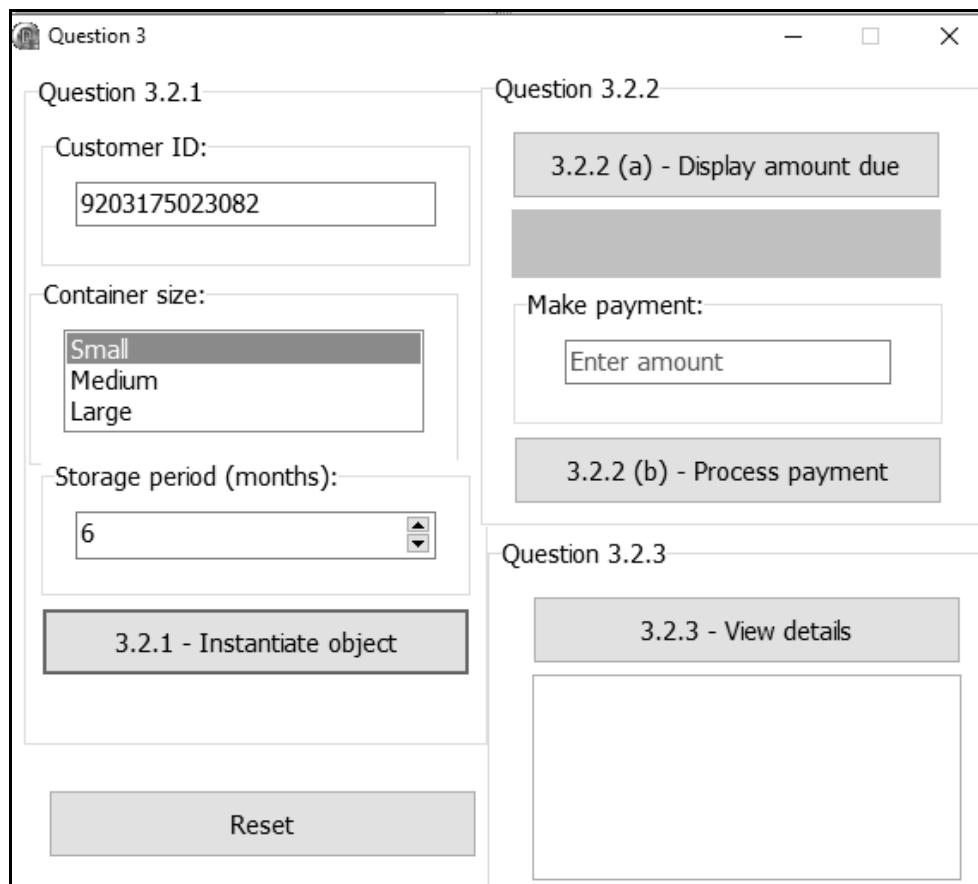 Question 3
Question 3.2.1
Customer ID:
9203175023082
Container size:
Small
Medium
Large
Storage period (months):
6
3.2.1 - Instantiate object
Reset
Question 3.2.2
3.2.2 (a) - Display amount due
Make payment:
Enter amount
3.2.2 (b) - Process payment
Question 3.2.3
3.2.3 - View details